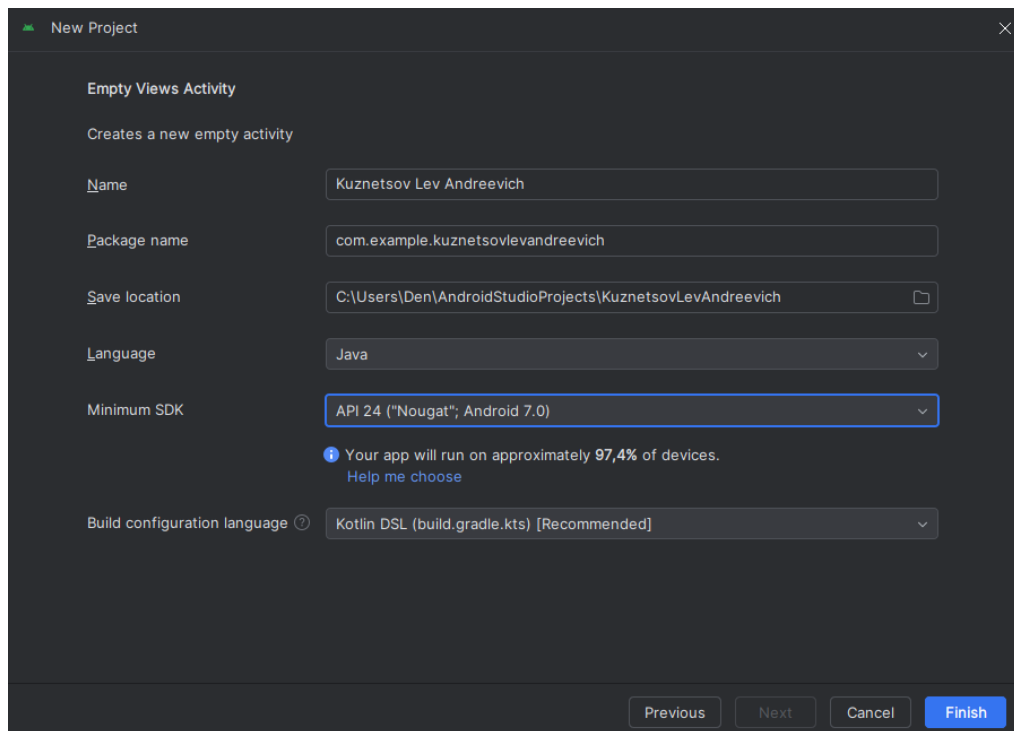 New Project
Empty Views Activity
Creates a new empty activity
Name Kuznetsov Lev Andreevich
Package name com.example.kuznetsovlevandreevich
Save location C:\Users\Den\AndroidStudioProjects\KuznetsovLevAndreevich
Language Java
Minimum SDK API 24 ("Nougat"; Android 7.0)
Your app will run on approximately 97,4% of devices.
Help me choose
Build configuration language ? Kotlin DSL (build.gradle.kts) [Recommended]
Previous Next Cancel Finish